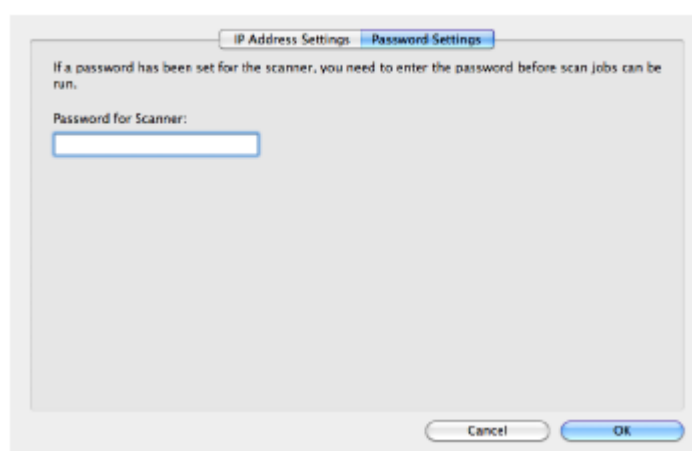 IP Address Settings Password Settings
If a password has been set for the scanner, you need to enter the password before scan jobs can be
run.
Password for Scanner:
Cancel OK